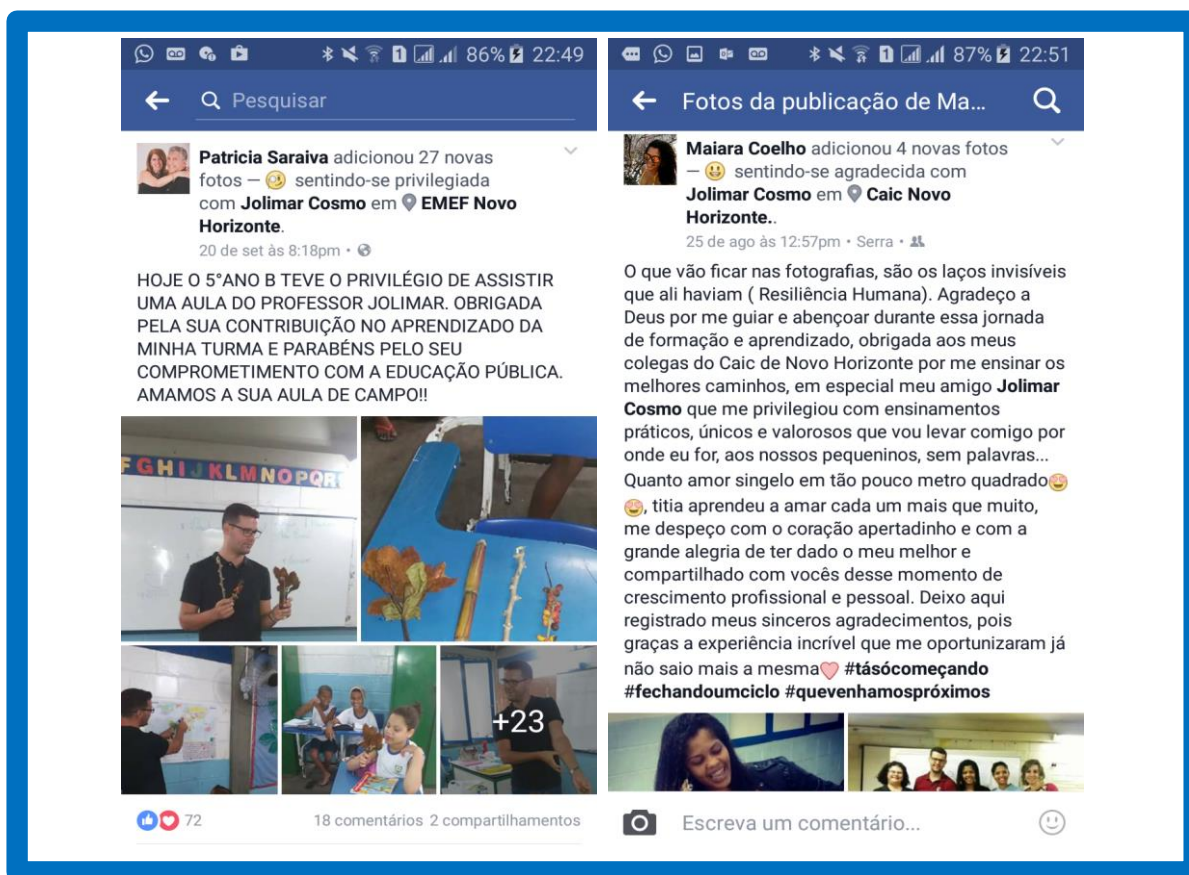 86% 22:49
Pesquisar
Patricia Saraiva adicionou 27 novas
fotos — sentindo-se privilegiada
com Jolimar Cosmo em EMEF Novo
Horizonte.
20 de set às 8:18pm •
HOJE O 5°ANO B TEVE O PRIVILÉGIO DE ASSISTIR
UMA AULA DO PROFESSOR JOLIMAR. OBRIGADA
PELA SUA CONTRIBUIÇÃO NO APRENDIZADO DA
MINHA TURMA E PARABÉNS PELO SEU
COMPROMETIMENTO COM A EDUCAÇÃO PÚBLICA.
AMAMOS A SUA AULA DE CAMPO!!
F G H I J K L M N O P Q R
+23
72 18 comentários 2 compartilhamentos
87% 22:51
Fotos da publicação de Ma...
Maiara Coelho adicionou 4 novas fotos
— sentindo-se agradecida com
Jolimar Cosmo em Caic Novo
Horizonte..
25 de ago às 12:57pm • Serra •
O que vão ficar nas fotografias, são os laços invisíveis
que ali haviam ( Resiliência Humana). Agradeço a
Deus por me guiar e abençoar durante essa jornada
de formação e aprendizado, obrigada aos meus
colegas do Caic de Novo Horizonte por me ensinar os
melhores caminhos, em especial meu amigo Jolimar
Cosmo que me privilegiou com ensinamentos
práticos, únicos e valorosos que vou levar comigo por
onde eu for, aos nossos pequeninos, sem palavras...
Quanto amor singelo em tão pouco metro quadrado
, titia aprendeu a amar cada um mais que muito,
me despeço com o coração apertadinho e com a
grande alegria de ter dado o meu melhor e
compartilhado com vocês desse momento de
crescimento profissional e pessoal. Deixo aqui
registrado meus sinceros agradecimentos, pois
graças a experiência incrível que me oportunizaram já
não saio mais a mesma #tásócomeçando
#fechandoumciclo #quevenhamospróximos
Escreva um comentário...